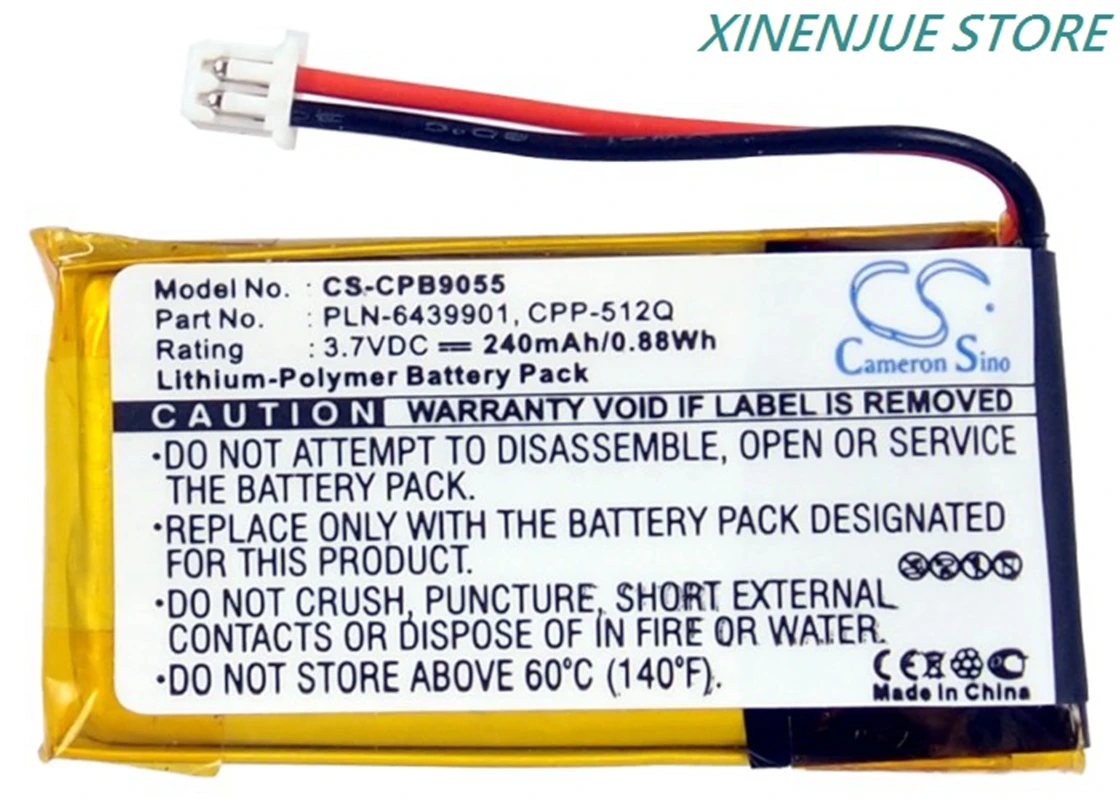 XINENJUE STORE
Model No. : CS-CPB9055
Part No. : PLN-6439901, CPP-512Q
Rating : 3.7VDC 240mAh/0.88Wh
Lithium-Polymer Battery Pack
CS
Cameron Sino
CAUTION WARRANTY VOID IF LABEL IS REMOVED
·DO NOT ATTEMPT TO DISASSEMBLE, OPEN OR SERVICE
THE BATTERY PACK.
·REPLACE ONLY WITH THE BATTERY PACK DESIGNATED
FOR THIS PRODUCT.
·DO NOT CRUSH, PUNCTURE, SHORT EXTERNAL
CONTACTS OR DISPOSE OF IN FIRE OR WATER.
·DO NOT STORE ABOVE 60°C (140°F).
CE
Made in China